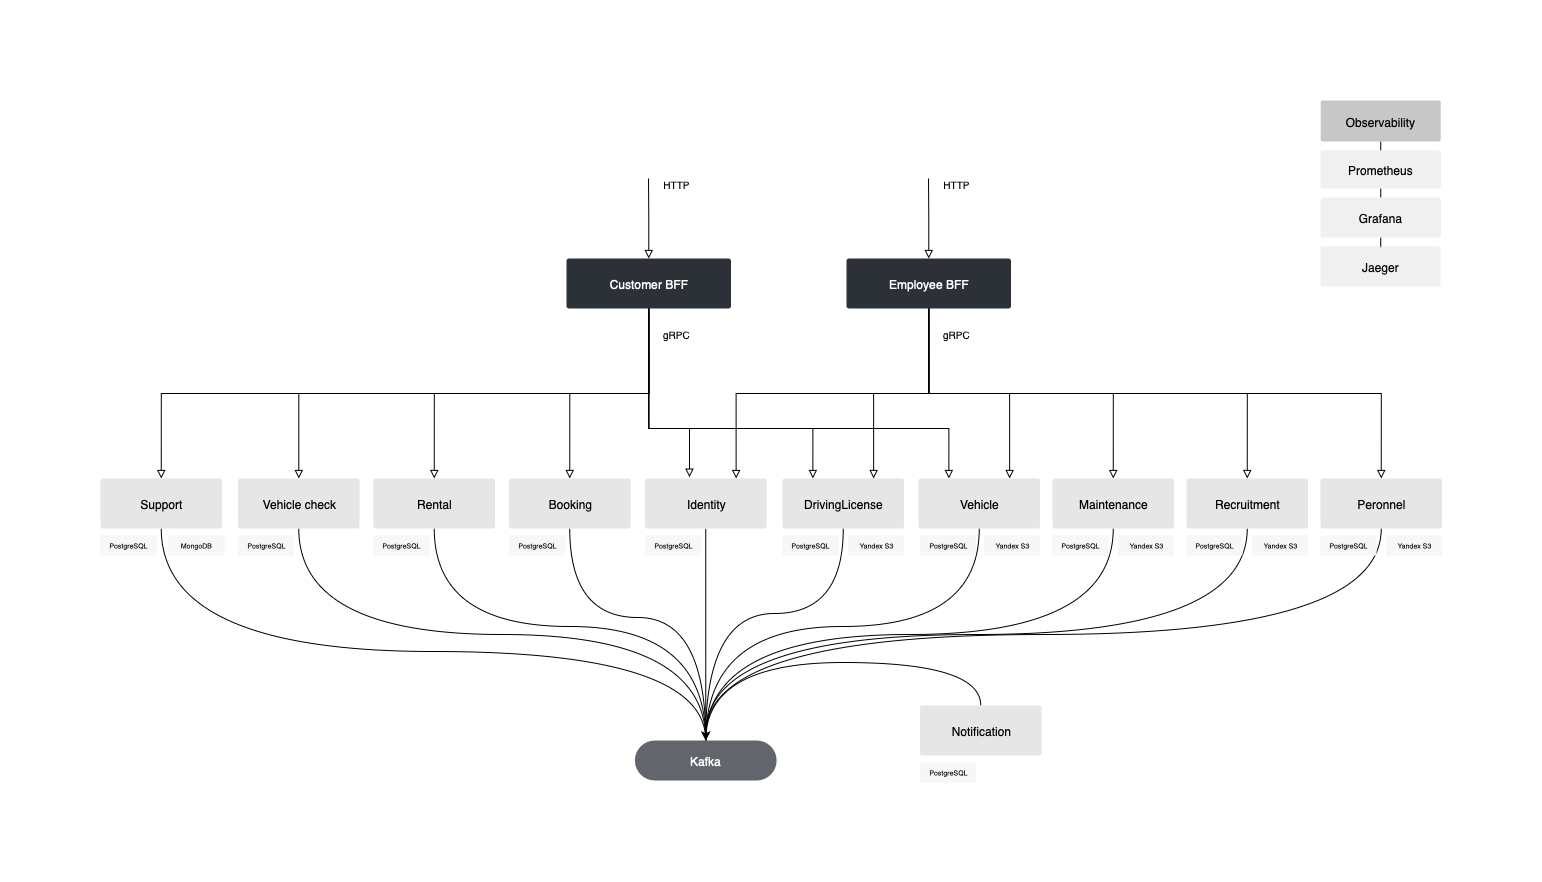 Observability
Prometheus
HTTP
HTTP
Grafana
Jaeger
Customer BFF
Employee BFF
gRPC
gRPC
Support
Vehicle check
Rental
Booking
Identity
DrivingLicense
Vehicle
Maintenance
Recruitment
Peronnel
PostgreSQL
MongoDB
PostgreSQL
PostgreSQL
PostgreSQL
PostgreSQL
PostgreSQL
Yandex S3
PostgreSQL
Yandex S3
PostgreSQL
Yandex S3
PostgreSQL
Yandex S3
PostgreSQL
Yandex S3
Notification
Kafka
PostgreSQL